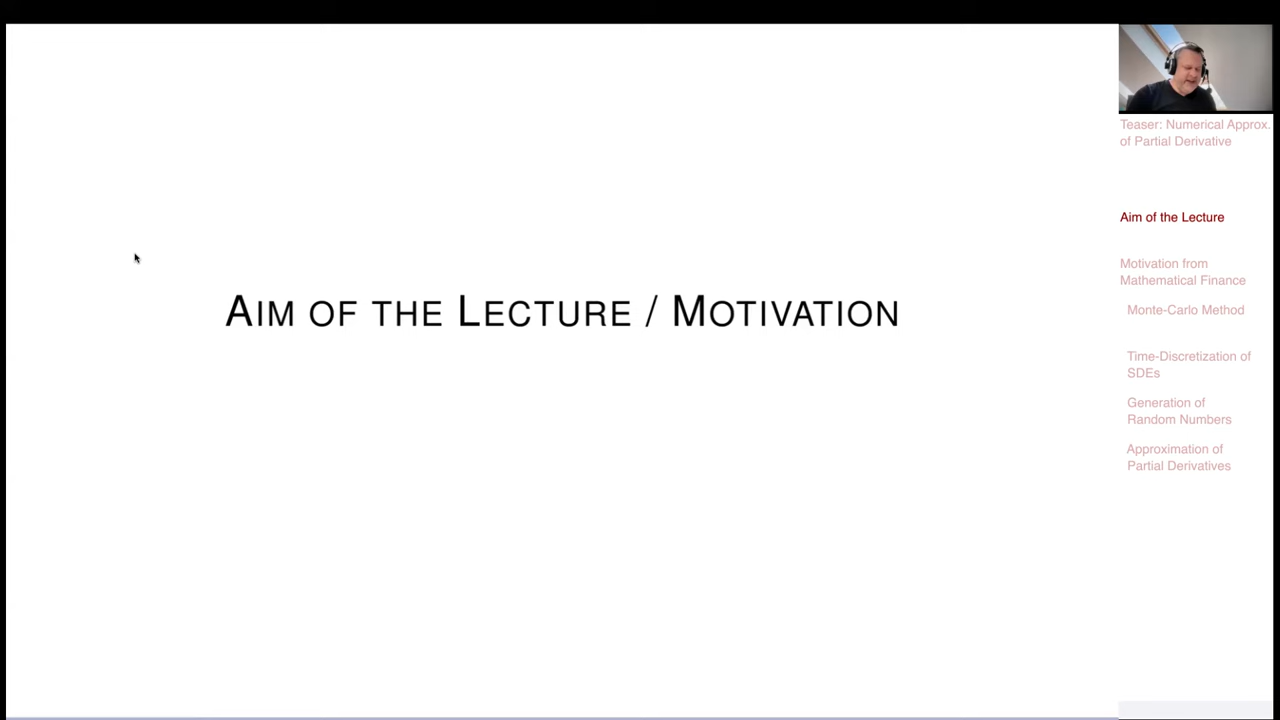 AIM OF THE LECTURE / MOTIVATION
Teaser: Numerical Approx.
of Partial Derivative
Aim of the Lecture
Motivation from
Mathematical Finance
Monte-Carlo Method
Time-Discretization of
SDEs
Generation of
Random Numbers
Approximation of
Partial Derivatives